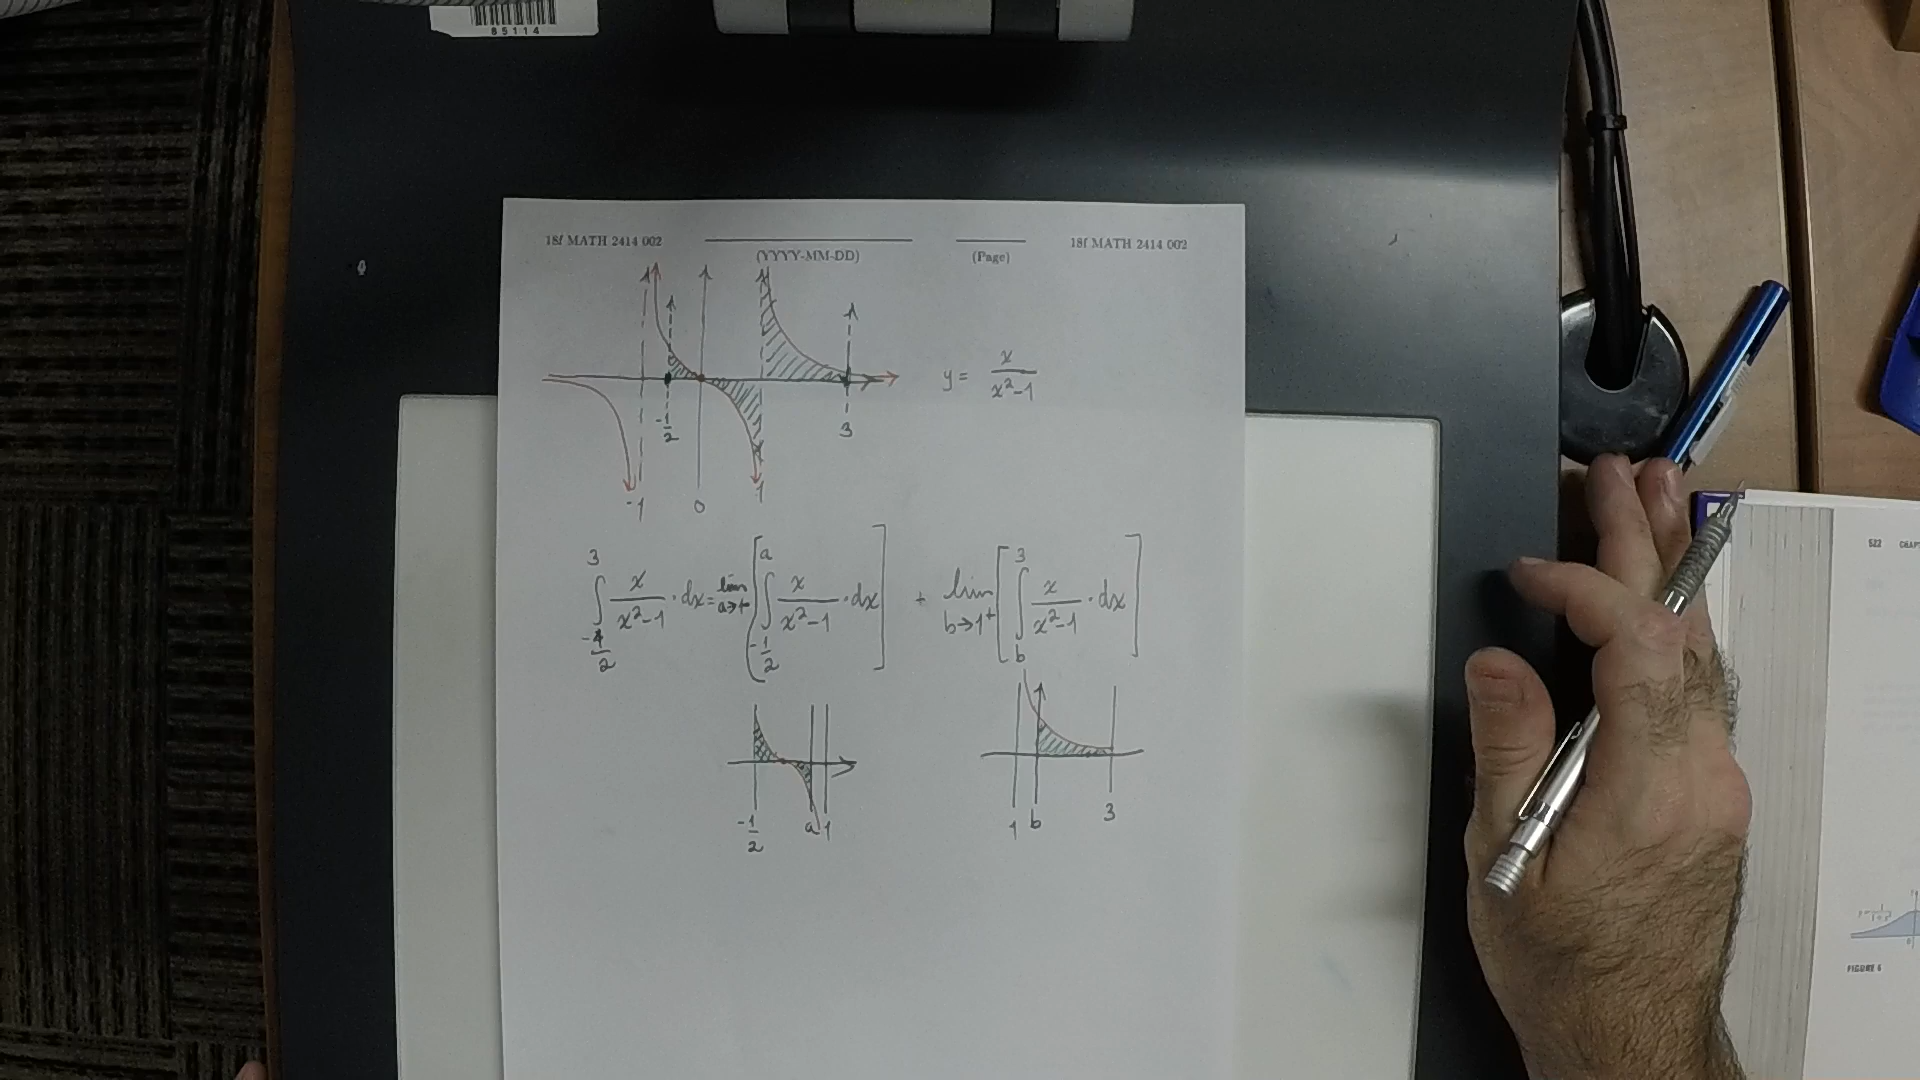 85114
18f MATH 2414 002
(YYYY-MM-DD)
(Page)
18f MATH 2414 002
y = x/(x²-1)
-1/2
3
-1
0
1
∫_{-1/2}^{3} x/(x²-1) · dx = lim_{a→1-} [∫_{-1/2}^{a} x/(x²-1) · dx] + lim_{b→1+} [∫_{b}^{3} x/(x²-1) · dx]
-1/2 a 1
1 b 3
522
FIGURE 6